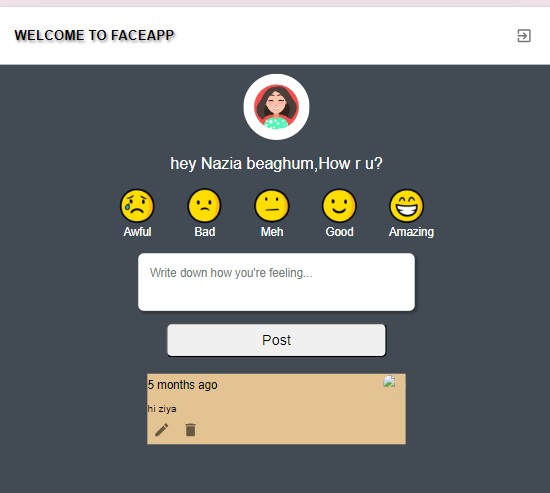 WELCOME TO FACEAPP
hey Nazia beaghum,How r u?
Awful Bad Meh Good Amazing
Write down how you're feeling...
Post
5 months ago
hi ziya